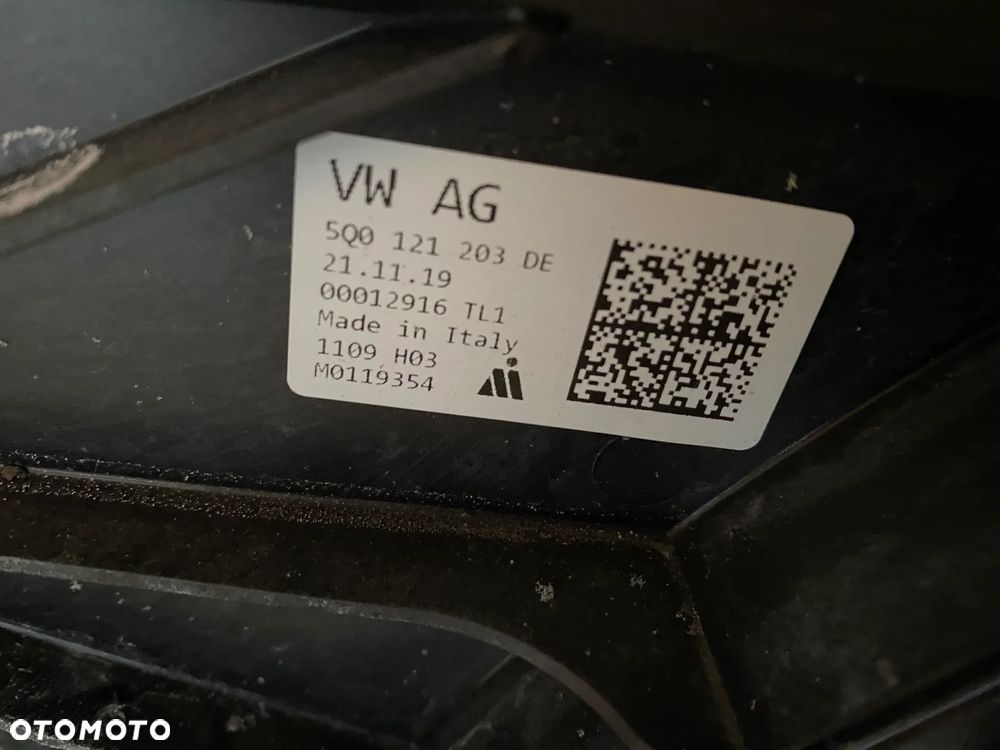 VW AG
5Q0 121 203 DE
21.11.19
00012916 TL1
Made in Italy
1109 H03
M0119354
OTOMOTO